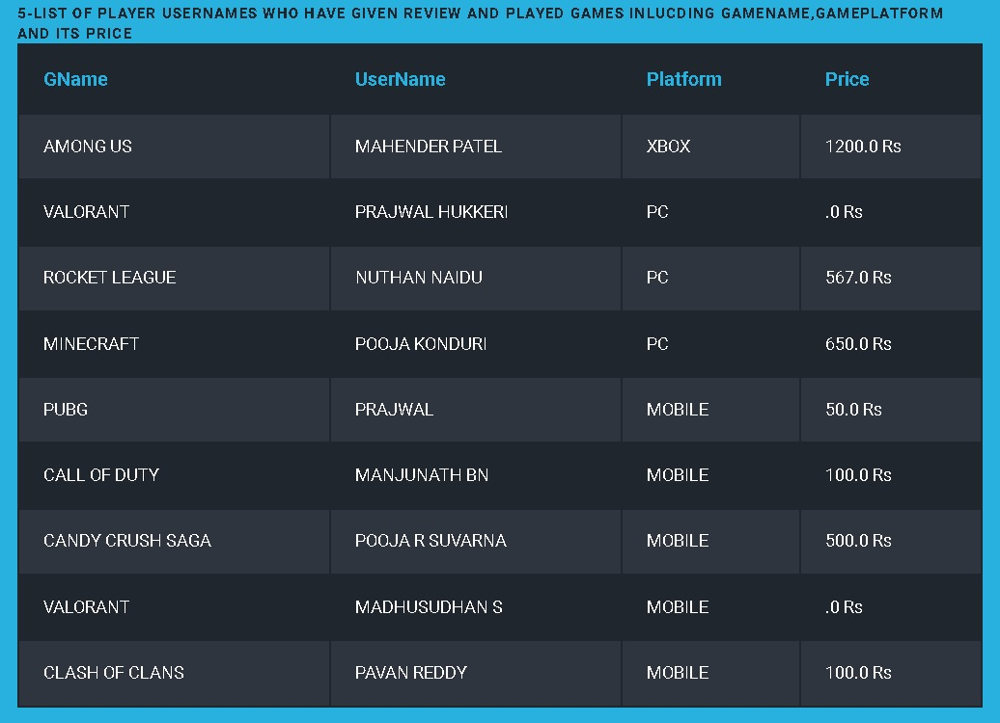 5-LIST OF PLAYER USERNAMES WHO HAVE GIVEN REVIEW AND PLAYED GAMES INLUCDING GAMENAME,GAMEPLATFORM
AND ITS PRICE
GName UserName Platform Price
AMONG US MAHENDER PATEL XBOX 1200.0 Rs
VALORANT PRAJWAL HUKKERI PC .0 Rs
ROCKET LEAGUE NUTHAN NAIDU PC 567.0 Rs
MINECRAFT POOJA KONDURI PC 650.0 Rs
PUBG PRAJWAL MOBILE 50.0 Rs
CALL OF DUTY MANJUNATH BN MOBILE 100.0 Rs
CANDY CRUSH SAGA POOJA R SUVARNA MOBILE 500.0 Rs
VALORANT MADHUSUDHAN S MOBILE .0 Rs
CLASH OF CLANS PAVAN REDDY MOBILE 100.0 Rs